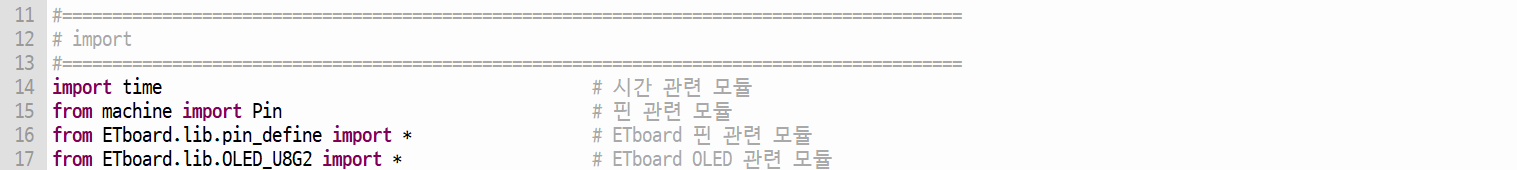 11 #==========================================================================================
12 # import
13 #==========================================================================================
14 import time # 시간 관련 모듈
15 from machine import Pin # 핀 관련 모듈
16 from ETboard.lib.pin_define import * # ETboard 핀 관련 모듈
17 from ETboard.lib.OLED_U8G2 import * # ETboard OLED 관련 모듈